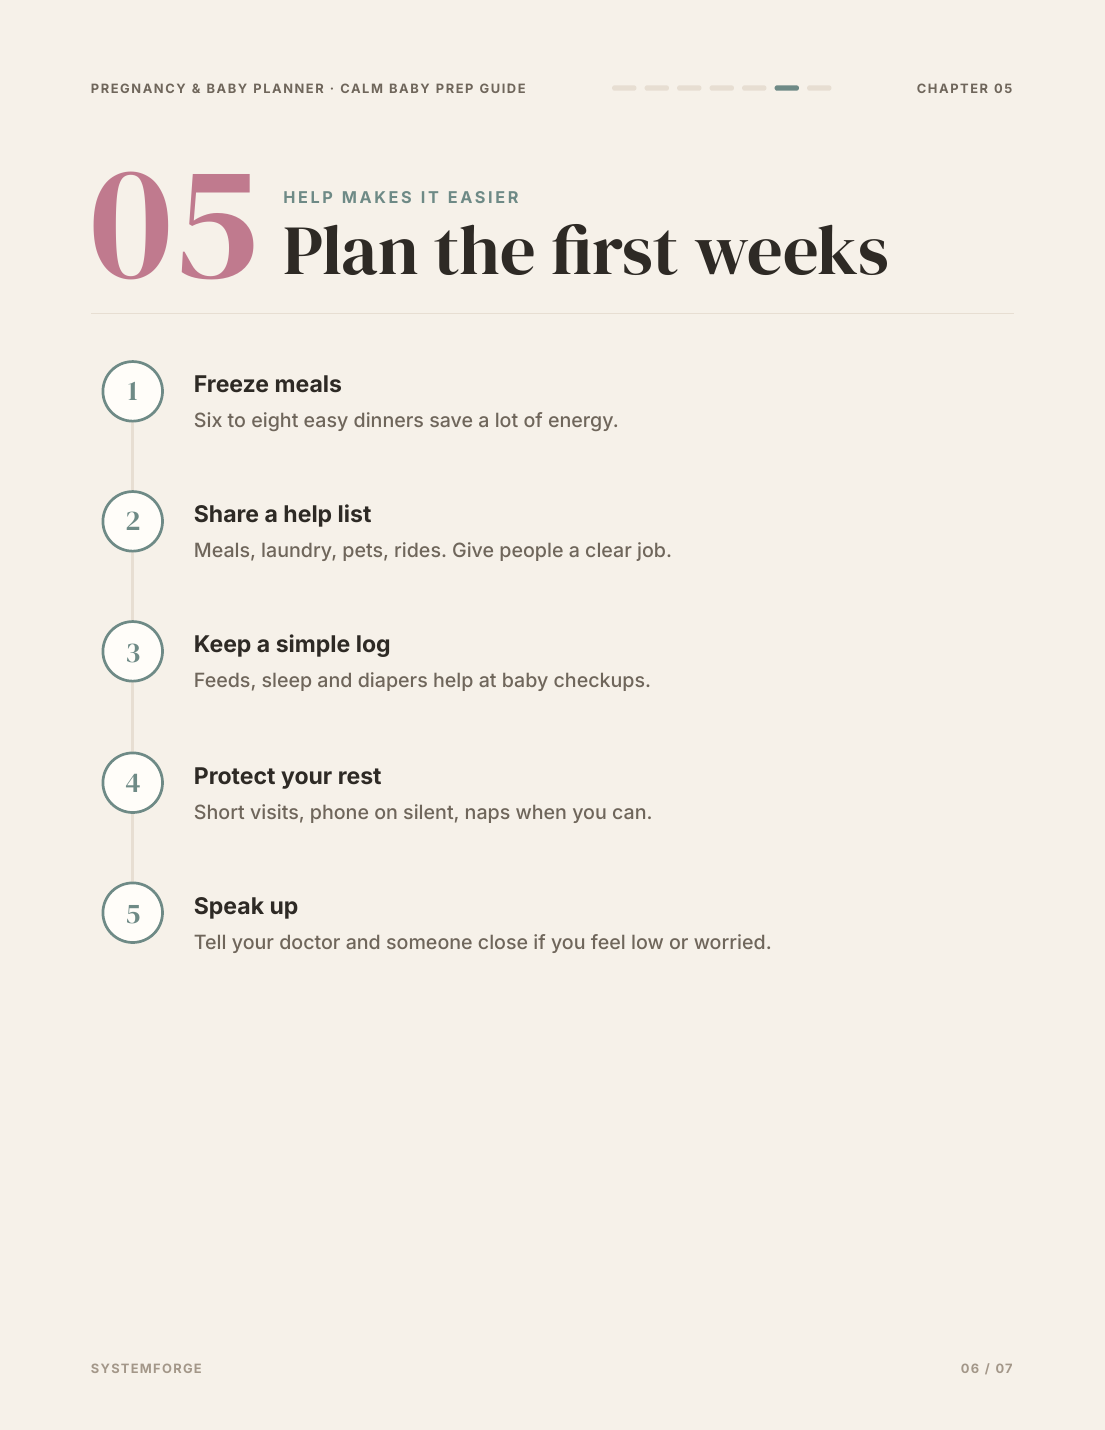 PREGNANCY & BABY PLANNER · CALM BABY PREP GUIDE
CHAPTER 05
05
HELP MAKES IT EASIER
Plan the first weeks
1
Freeze meals
Six to eight easy dinners save a lot of energy.
2
Share a help list
Meals, laundry, pets, rides. Give people a clear job.
3
Keep a simple log
Feeds, sleep and diapers help at baby checkups.
4
Protect your rest
Short visits, phone on silent, naps when you can.
5
Speak up
Tell your doctor and someone close if you feel low or worried.
SYSTEMFORGE
06 / 07